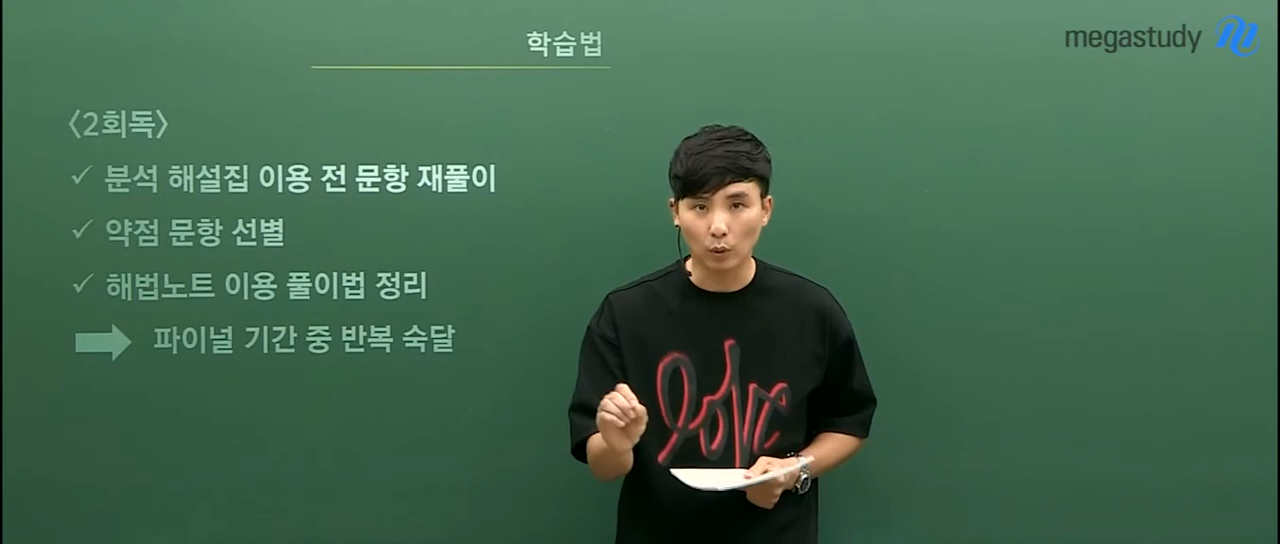 학습법
megastudy
〈2회독〉
✓ 분석 해설집 이용 전 문항 재풀이
✓ 약점 문항 선별
✓ 해법노트 이용 풀이법 정리
파이널 기간 중 반복 숙달
love